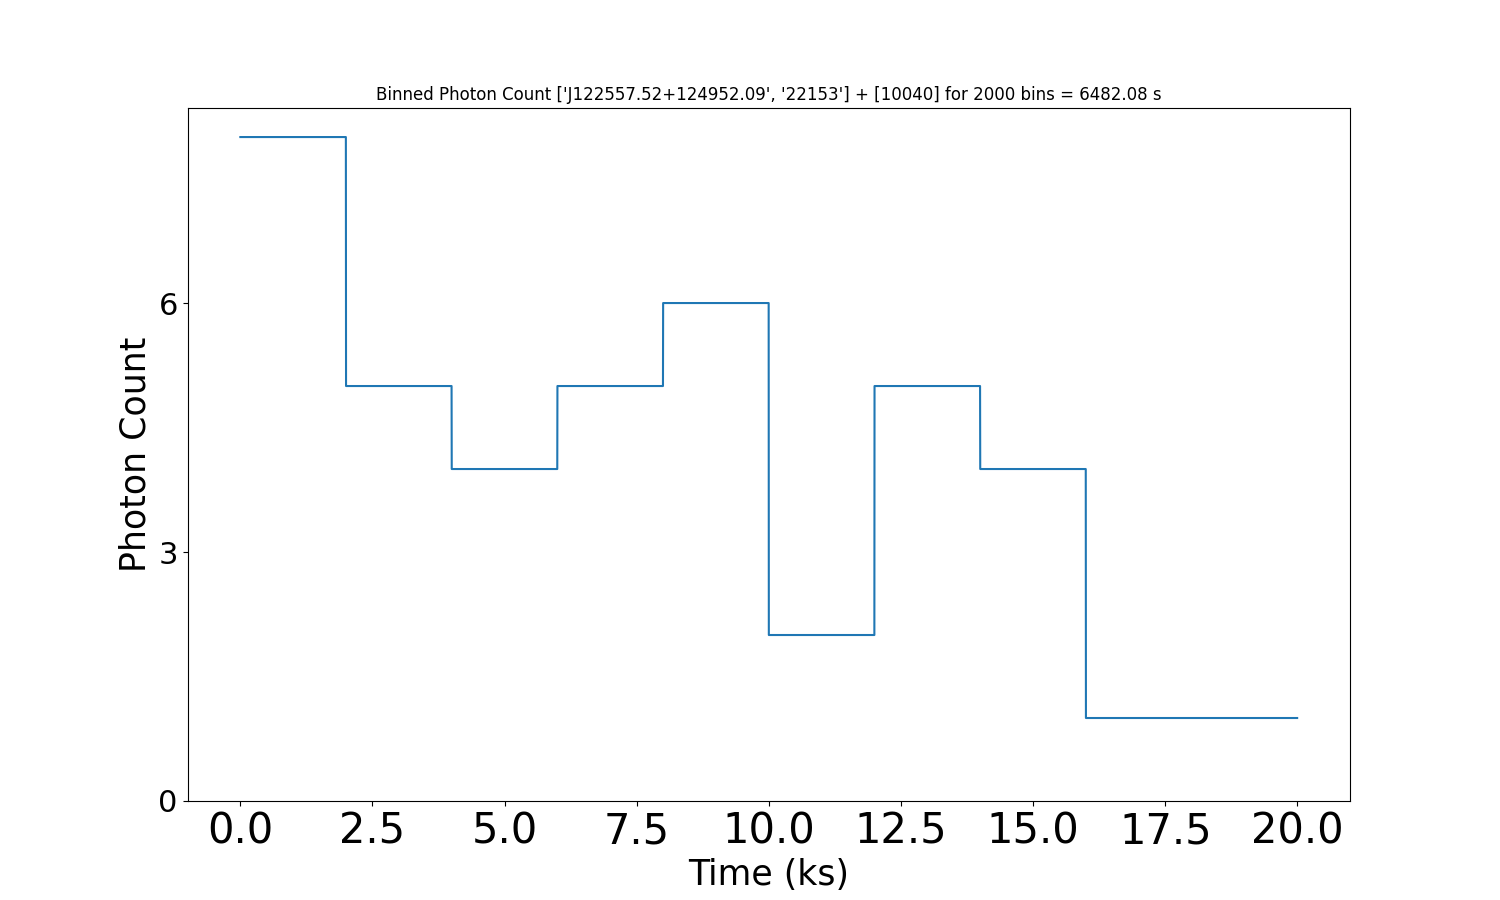 Binned Photon Count ['J122557.52+124952.09', '22153'] + [10040] for 2000 bins = 6482.08 s
6
3
0
Photon Count
0.0 2.5 5.0 7.5 10.0 12.5 15.0 17.5 20.0
Time (ks)